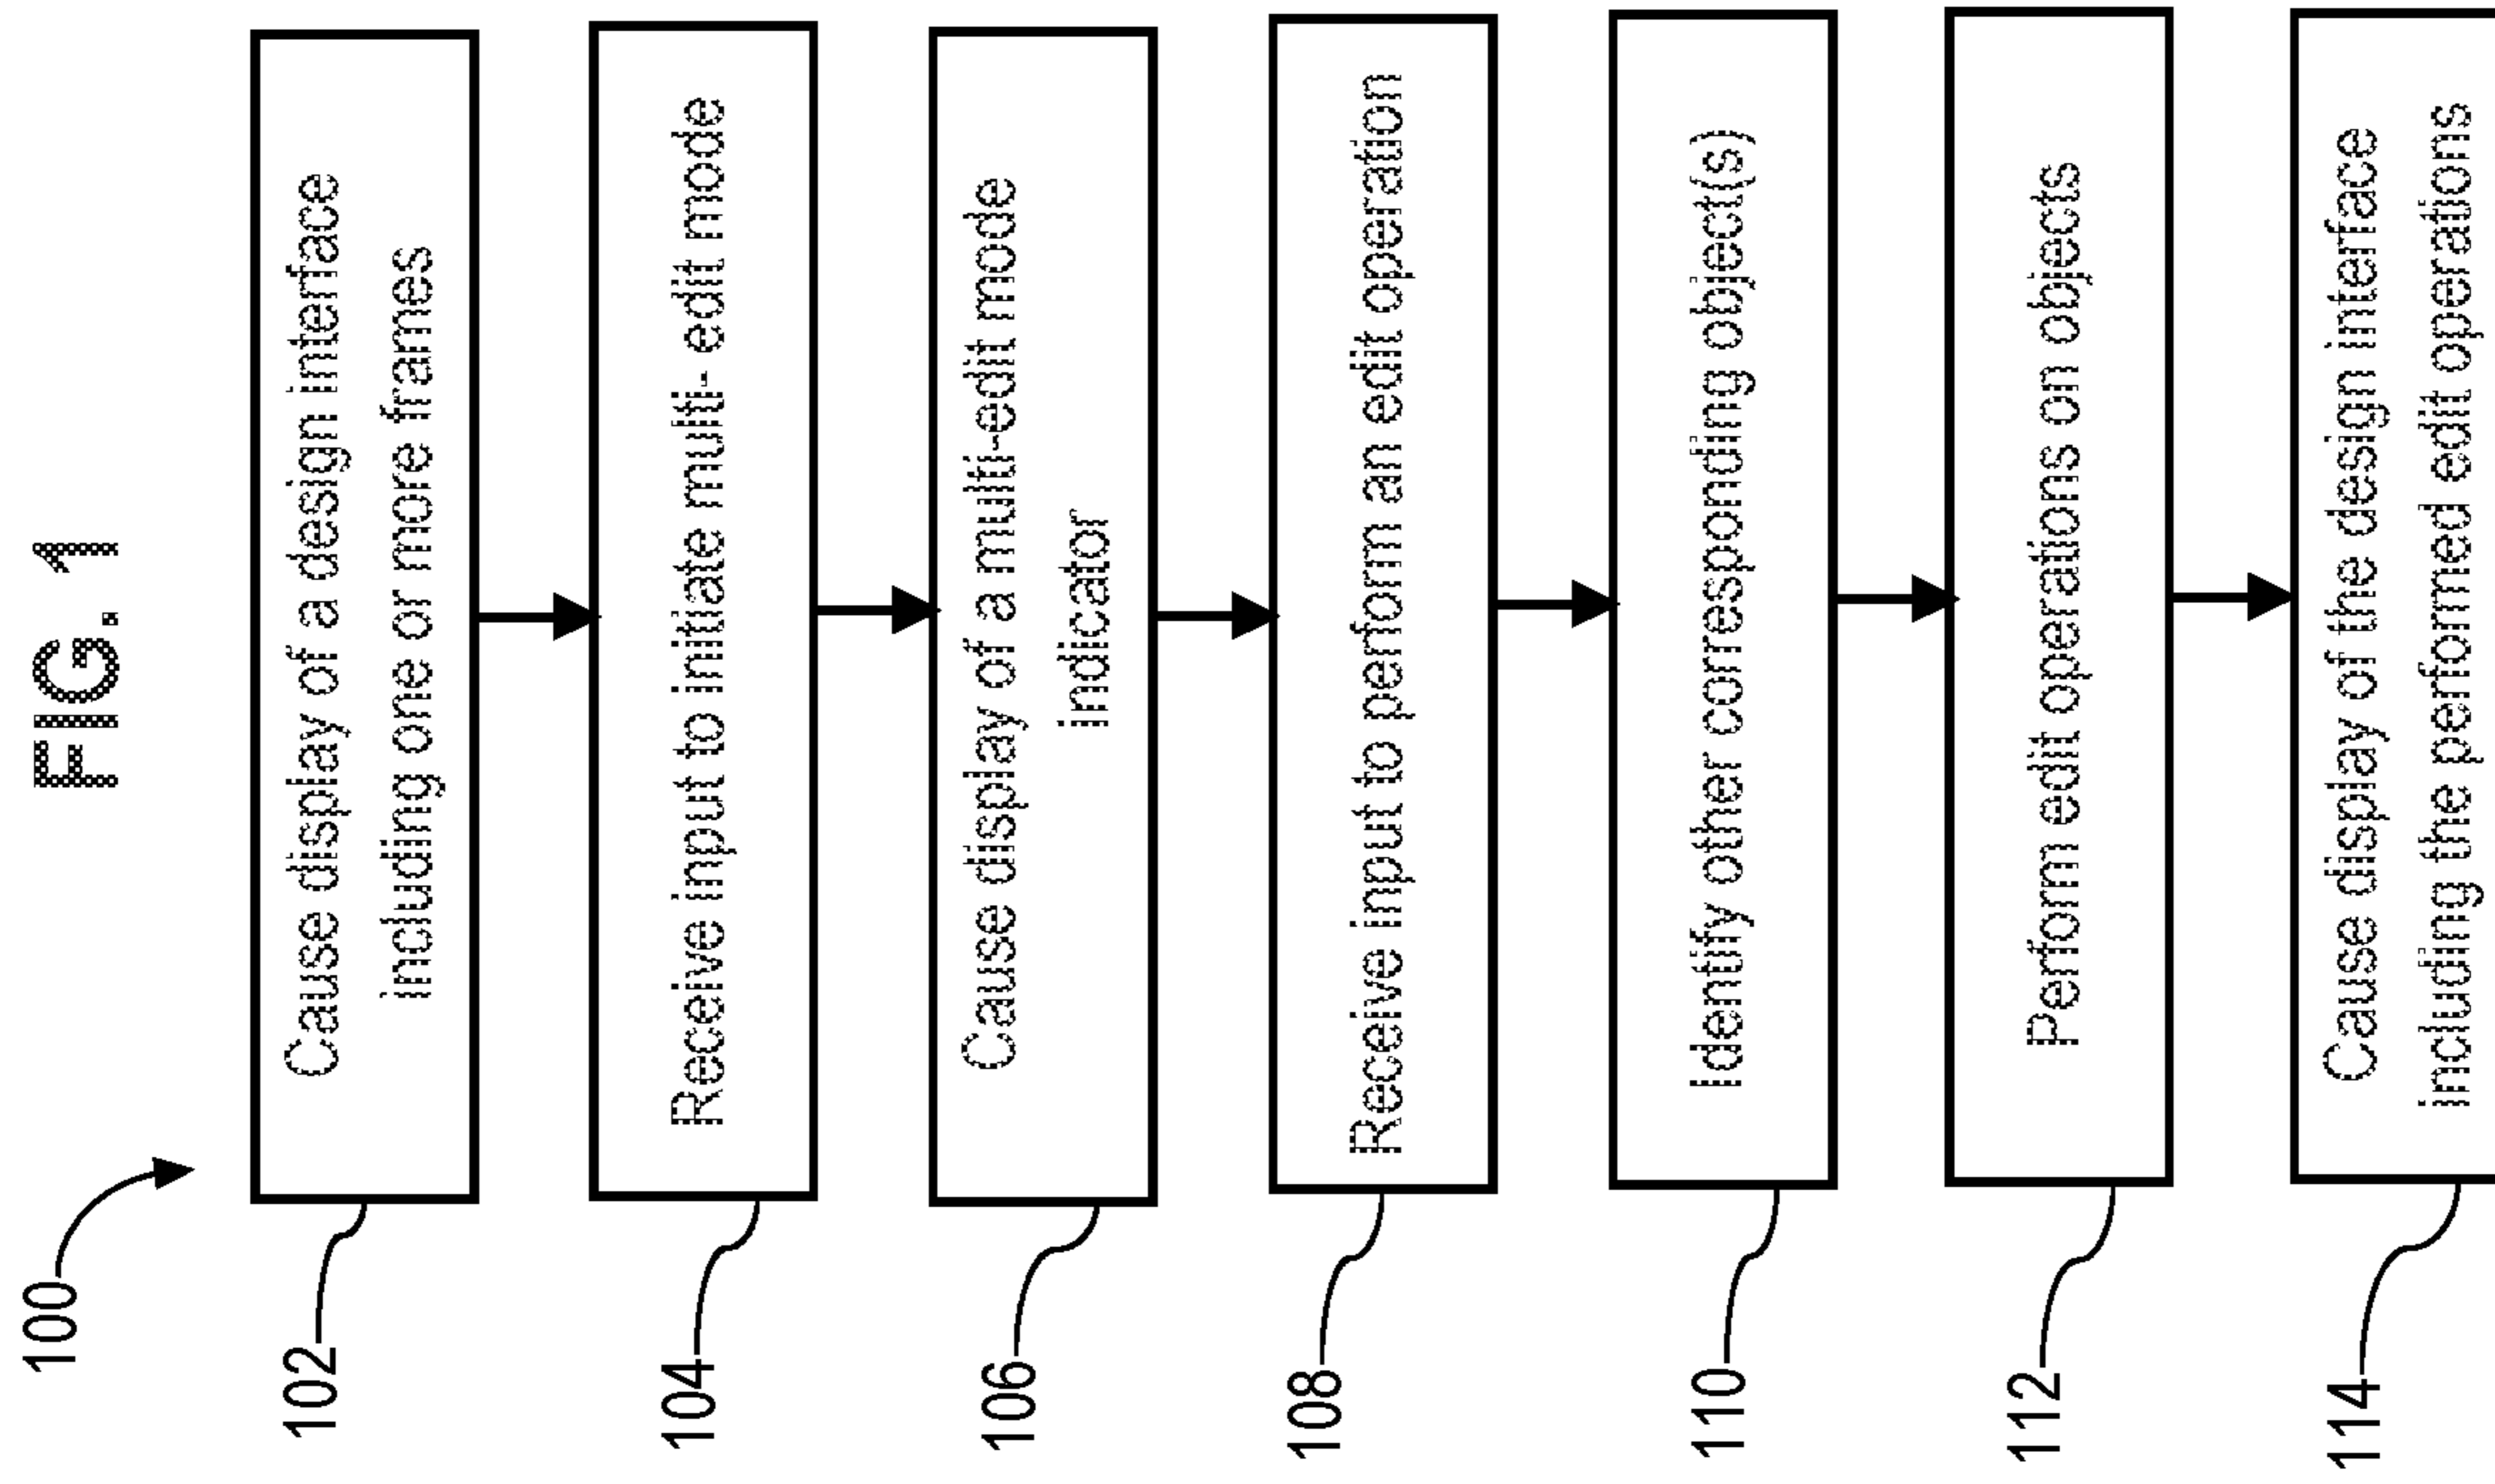 FIG. 1
100
102
Cause display of a design interface
including one or more frames
104
Receive input to initiate multi- edit mode
106
Cause display of a multi-edit mode
indicator
108
Receive input to perform an edit operation
110
Identify other corresponding object(s)
112
Perform edit operations on objects
114
Cause display of the design interface
including the performed edit operations